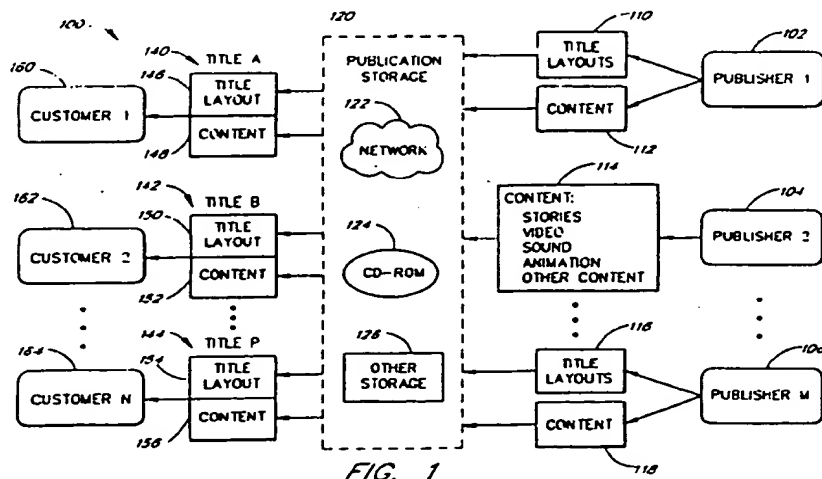 100
160
CUSTOMER 1
162
CUSTOMER 2
164
CUSTOMER N
140
TITLE A
146
TITLE
LAYOUT
CONTENT
148
142
TITLE B
150
TITLE
LAYOUT
CONTENT
152
144
TITLE P
154
TITLE
LAYOUT
CONTENT
156
120
PUBLICATION
STORAGE
122
NETWORK
124
CD-ROM
126
OTHER
STORAGE
110
TITLE
LAYOUTS
CONTENT
112
114
CONTENT:
STORIES
VIDEO
SOUND
ANIMATION
OTHER CONTENT
116
TITLE
LAYOUTS
CONTENT
118
102
PUBLISHER 1
104
PUBLISHER 2
106
PUBLISHER M
FIG. 1